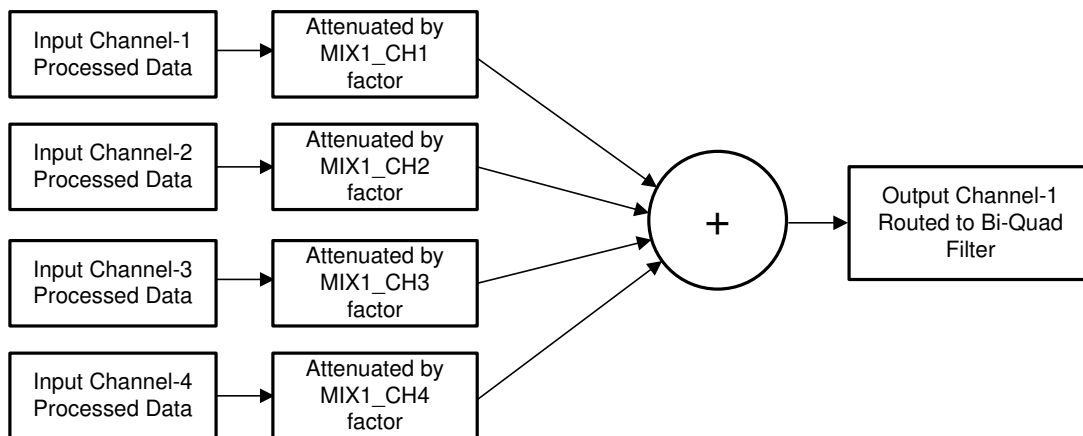 Input Channel-1
Processed Data
Attenuated by
MIX1_CH1
factor
Input Channel-2
Processed Data
Attenuated by
MIX1_CH2
factor
Input Channel-3
Processed Data
Attenuated by
MIX1_CH3
factor
Input Channel-4
Processed Data
Attenuated by
MIX1_CH4
factor
+
Output Channel-1
Routed to Bi-Quad
Filter